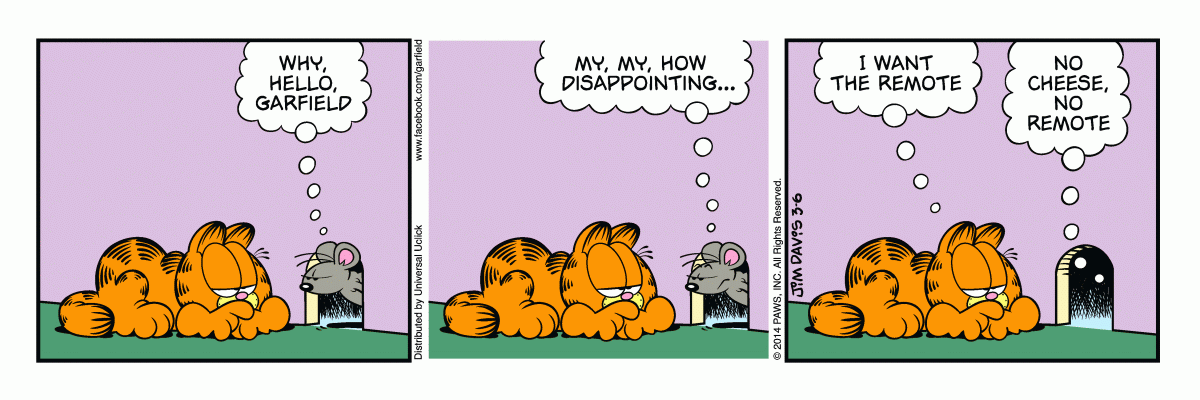 WHY,
HELLO,
GARFIELD
www.facebook.com/garfield
Distributed by Universal Uclick
MY, MY, HOW
DISAPPOINTING...
© 2014 PAWS, INC. All Rights Reserved.
JIM DAVIS 3·6
I WANT
THE REMOTE
NO
CHEESE,
NO
REMOTE